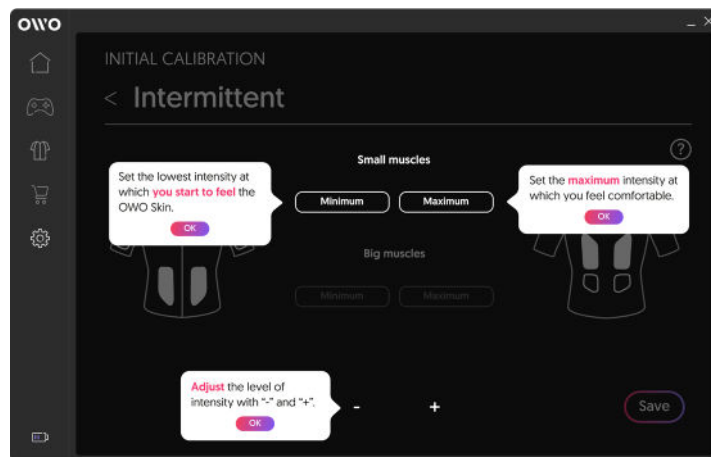 OWO
INITIAL CALIBRATION
< Intermittent
?
Small muscles
Set the lowest intensity at
which you start to feel the
OWO Skin.
OK
Minimum
Maximum
Set the maximum intensity at
which you feel comfortable.
OK
Big muscles
Minimum
Maximum
Adjust the level of
intensity with "-" and "+".
OK
-
+
Save